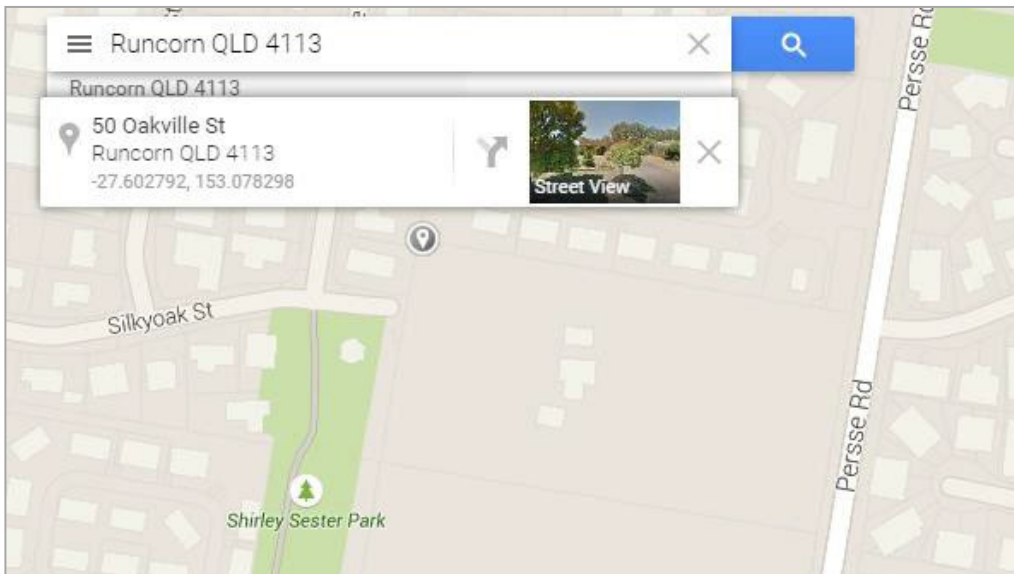 Runcorn QLD 4113
Runcorn QLD 4113
50 Oakville St
Runcorn QLD 4113
-27.602792, 153.078298
Street View
Persse Rd
Silkyoak St
Persse Rd
Shirley Sester Park